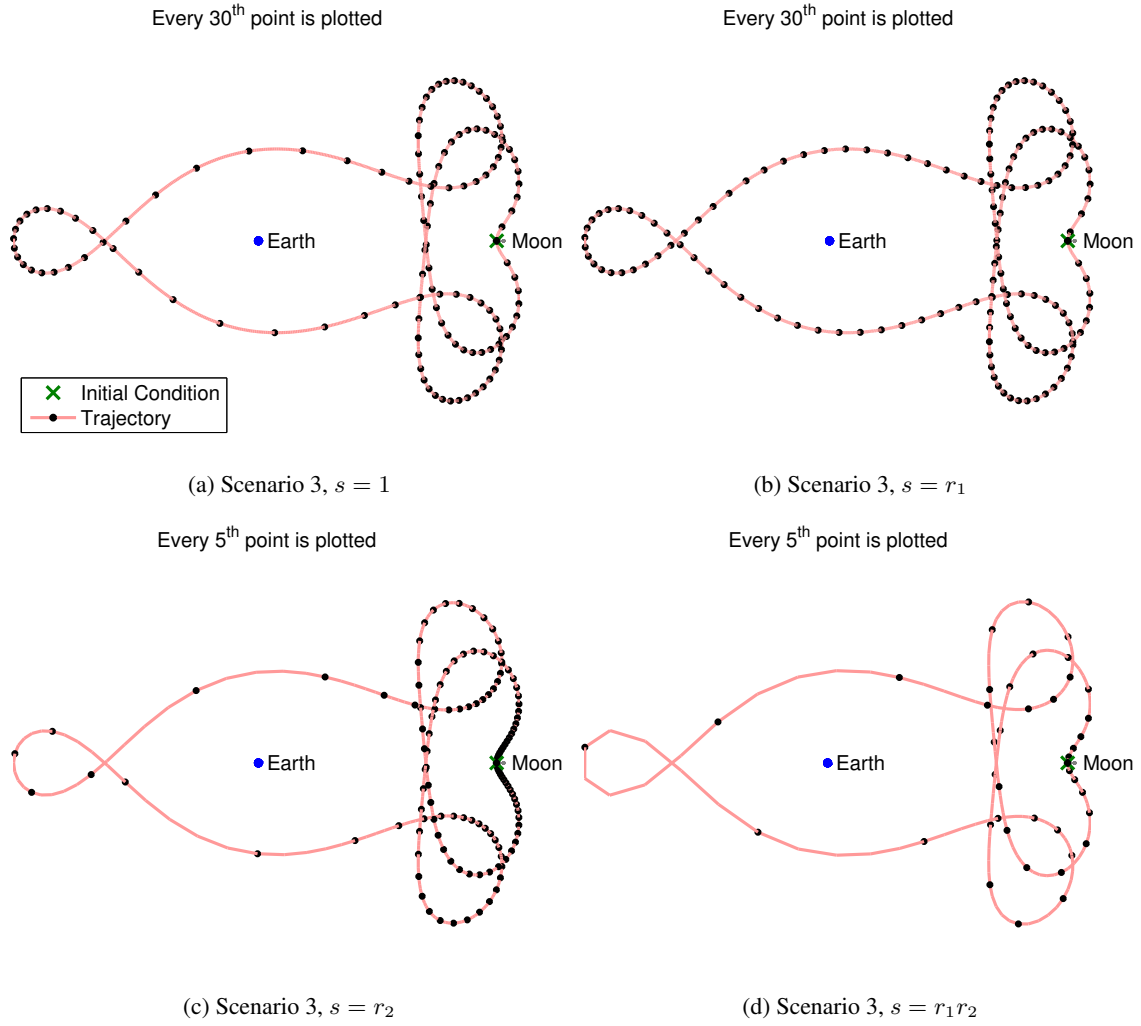 Every 30th point is plotted
Every 30th point is plotted
Earth
Moon
Earth
Moon
Initial Condition
Trajectory
(a) Scenario 3, s = 1
(b) Scenario 3, s = r1
Every 5th point is plotted
Every 5th point is plotted
Earth
Moon
Earth
Moon
(c) Scenario 3, s = r2
(d) Scenario 3, s = r1r2